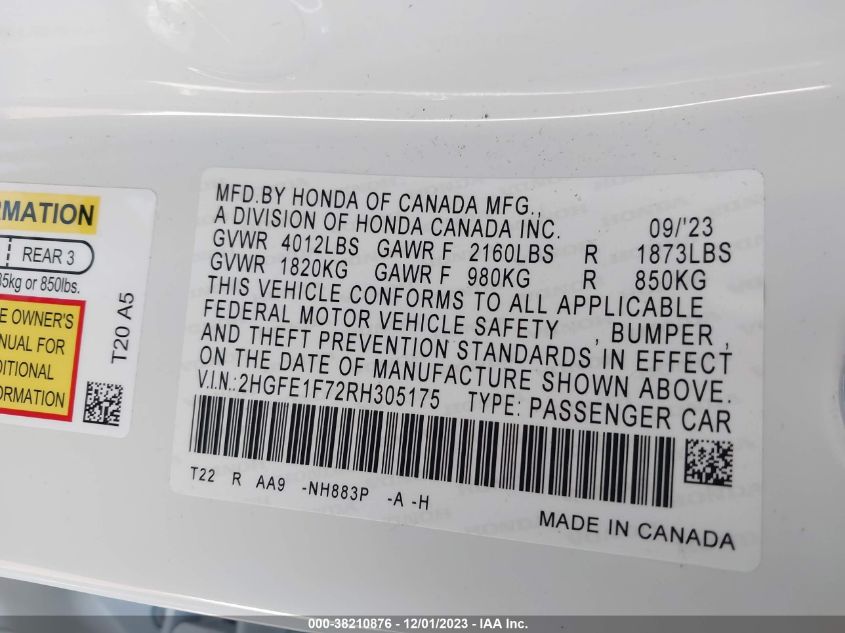 RMATION
REAR 3
85kg or 850lbs.
E OWNER'S
NUAL FOR
DITIONAL
ORMATION
T20 A5
MFD.BY HONDA OF CANADA MFG.,
A DIVISION OF HONDA CANADA INC. 09/'23
GVWR 4012LBS GAWR F 2160LBS R 1873LBS
GVWR 1820KG GAWR F 980KG R 850KG
THIS VEHICLE CONFORMS TO ALL APPLICABLE
FEDERAL MOTOR VEHICLE SAFETY , BUMPER ,
AND THEFT PREVENTION STANDARDS IN EFFECT
ON THE DATE OF MANUFACTURE SHOWN ABOVE.
V.I.N.:2HGFE1F72RH305175 TYPE: PASSENGER CAR
T22 R AA9 -NH883P -A -H
MADE IN CANADA
000-38210876 - 12/01/2023 - IAA Inc.